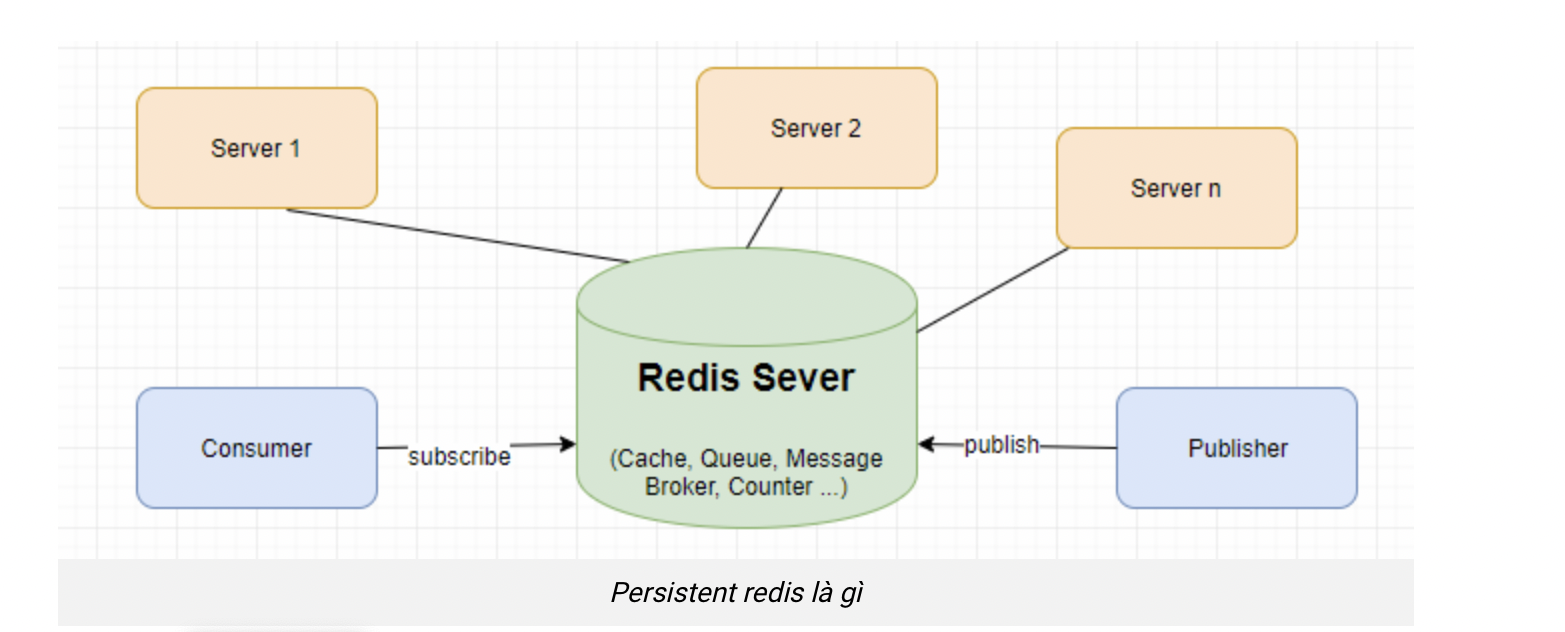 Server 1
Server 2
Server n
Redis Sever
(Cache, Queue, Message
Broker, Counter ...)
Consumer
subscribe
publish
Publisher
Persistent redis là gì